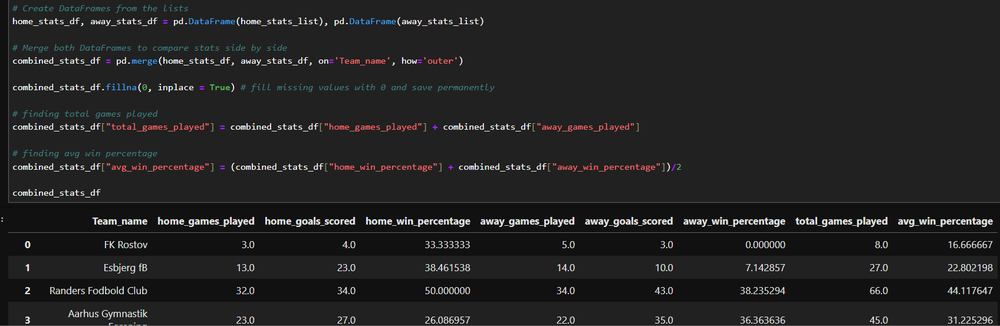 # Create DataFrames from the lists
home_stats_df, away_stats_df = pd.DataFrame(home_stats_list), pd.DataFrame(away_stats_list)
# Merge both DataFrames to compare stats side by side
combined_stats_df = pd.merge(home_stats_df, away_stats_df, on='Team_name', how='outer')
combined_stats_df.fillna(0, inplace = True) # fill missing values with 0 and save permanently
# finding total games played
combined_stats_df["total_games_played"] = combined_stats_df["home_games_played"] + combined_stats_df["away_games_played"]
# finding avg win percentage
combined_stats_df["avg_win_percentage"] = (combined_stats_df["home_win_percentage"] + combined_stats_df["away_win_percentage"])/2
combined_stats_df
:
Team_name home_games_played home_goals_scored home_win_percentage away_games_played away_goals_scored away_win_percentage total_games_played avg_win_percentage
0 FK Rostov 3.0 4.0 33.333333 5.0 3.0 0.000000 8.0 16.666667
1 Esbjerg fB 13.0 23.0 38.461538 14.0 10.0 7.142857 27.0 22.802198
2 Randers Fodbold Club 32.0 34.0 50.000000 34.0 43.0 38.235294 66.0 44.117647
Aarhus Gymnastik
3 23.0 27.0 26.086957 22.0 35.0 36.363636 45.0 31.225296